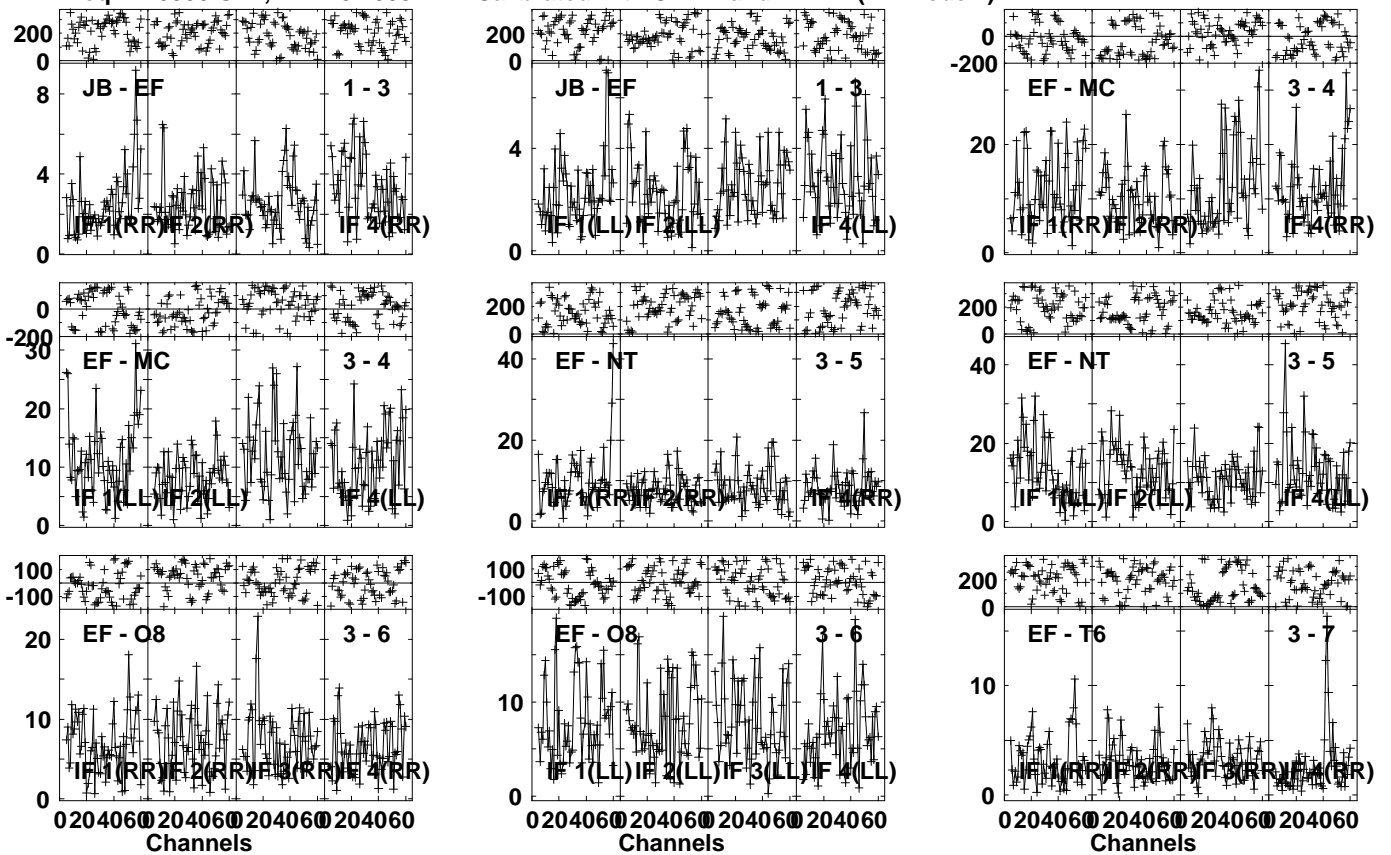 200
0
JB - EF 1 - 3
8
4
0
IF 1(RR) IF 2(RR) IF 4(RR)
JB - EF 1 - 3
4
0
IF 1(LL) IF 2(LL) IF 4(LL)
0
-200
EF - MC 3 - 4
20
10
0
IF 1(RR) IF 2(RR) IF 4(RR)
0
-200
EF - MC 3 - 4
30
20
10
0
IF 1(LL) IF 2(LL) IF 4(LL)
200
0
EF - NT 3 - 5
40
20
0
IF 1(RR) IF 2(RR) IF 4(RR)
200
0
EF - NT 3 - 5
40
20
0
IF 1(LL) IF 2(LL) IF 4(LL)
100
-100
EF - O8 3 - 6
20
10
0
IF 1(RR) IF 2(RR) IF 3(RR) IF 4(RR)
0 20 40 60 0 20 40 60 0 20 40 60 0 20 40 60
Channels
100
-100
EF - O8 3 - 6
10
0
IF 1(LL) IF 2(LL) IF 3(LL) IF 4(LL)
0 20 40 60 0 20 40 60 0 20 40 60 0 20 40 60
Channels
200
0
EF - T6 3 - 7
10
5
0
IF 1(RR) IF 2(RR) IF 3(RR) IF 4(RR)
0 20 40 60 0 20 40 60 0 20 40 60 0 20 40 60
Channels